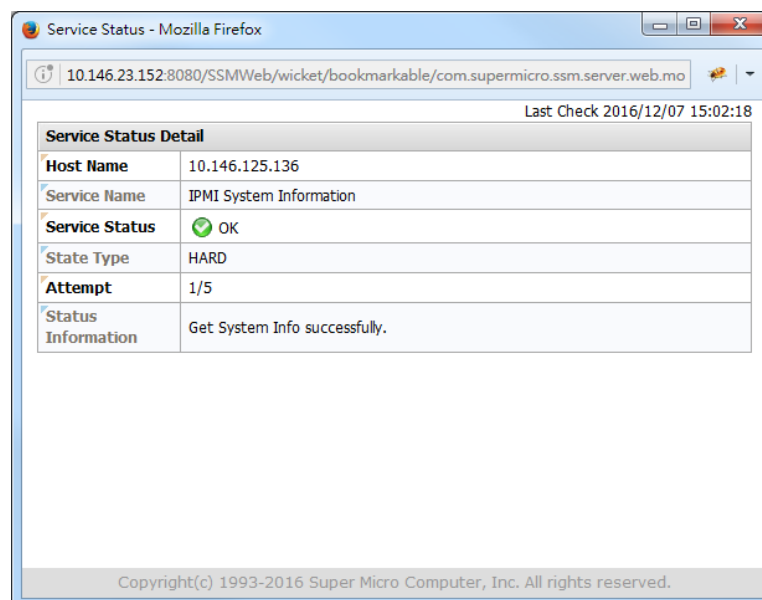 Service Status - Mozilla Firefox
10.146.23.152:8080/SSMWeb/wicket/bookmarkable/com.supermicro.ssm.server.web.mo
Last Check 2016/12/07 15:02:18
Service Status Detail
Host Name 10.146.125.136
Service Name IPMI System Information
Service Status OK
State Type HARD
Attempt 1/5
Status
Information Get System Info successfully.
Copyright(c) 1993-2016 Super Micro Computer, Inc. All rights reserved.